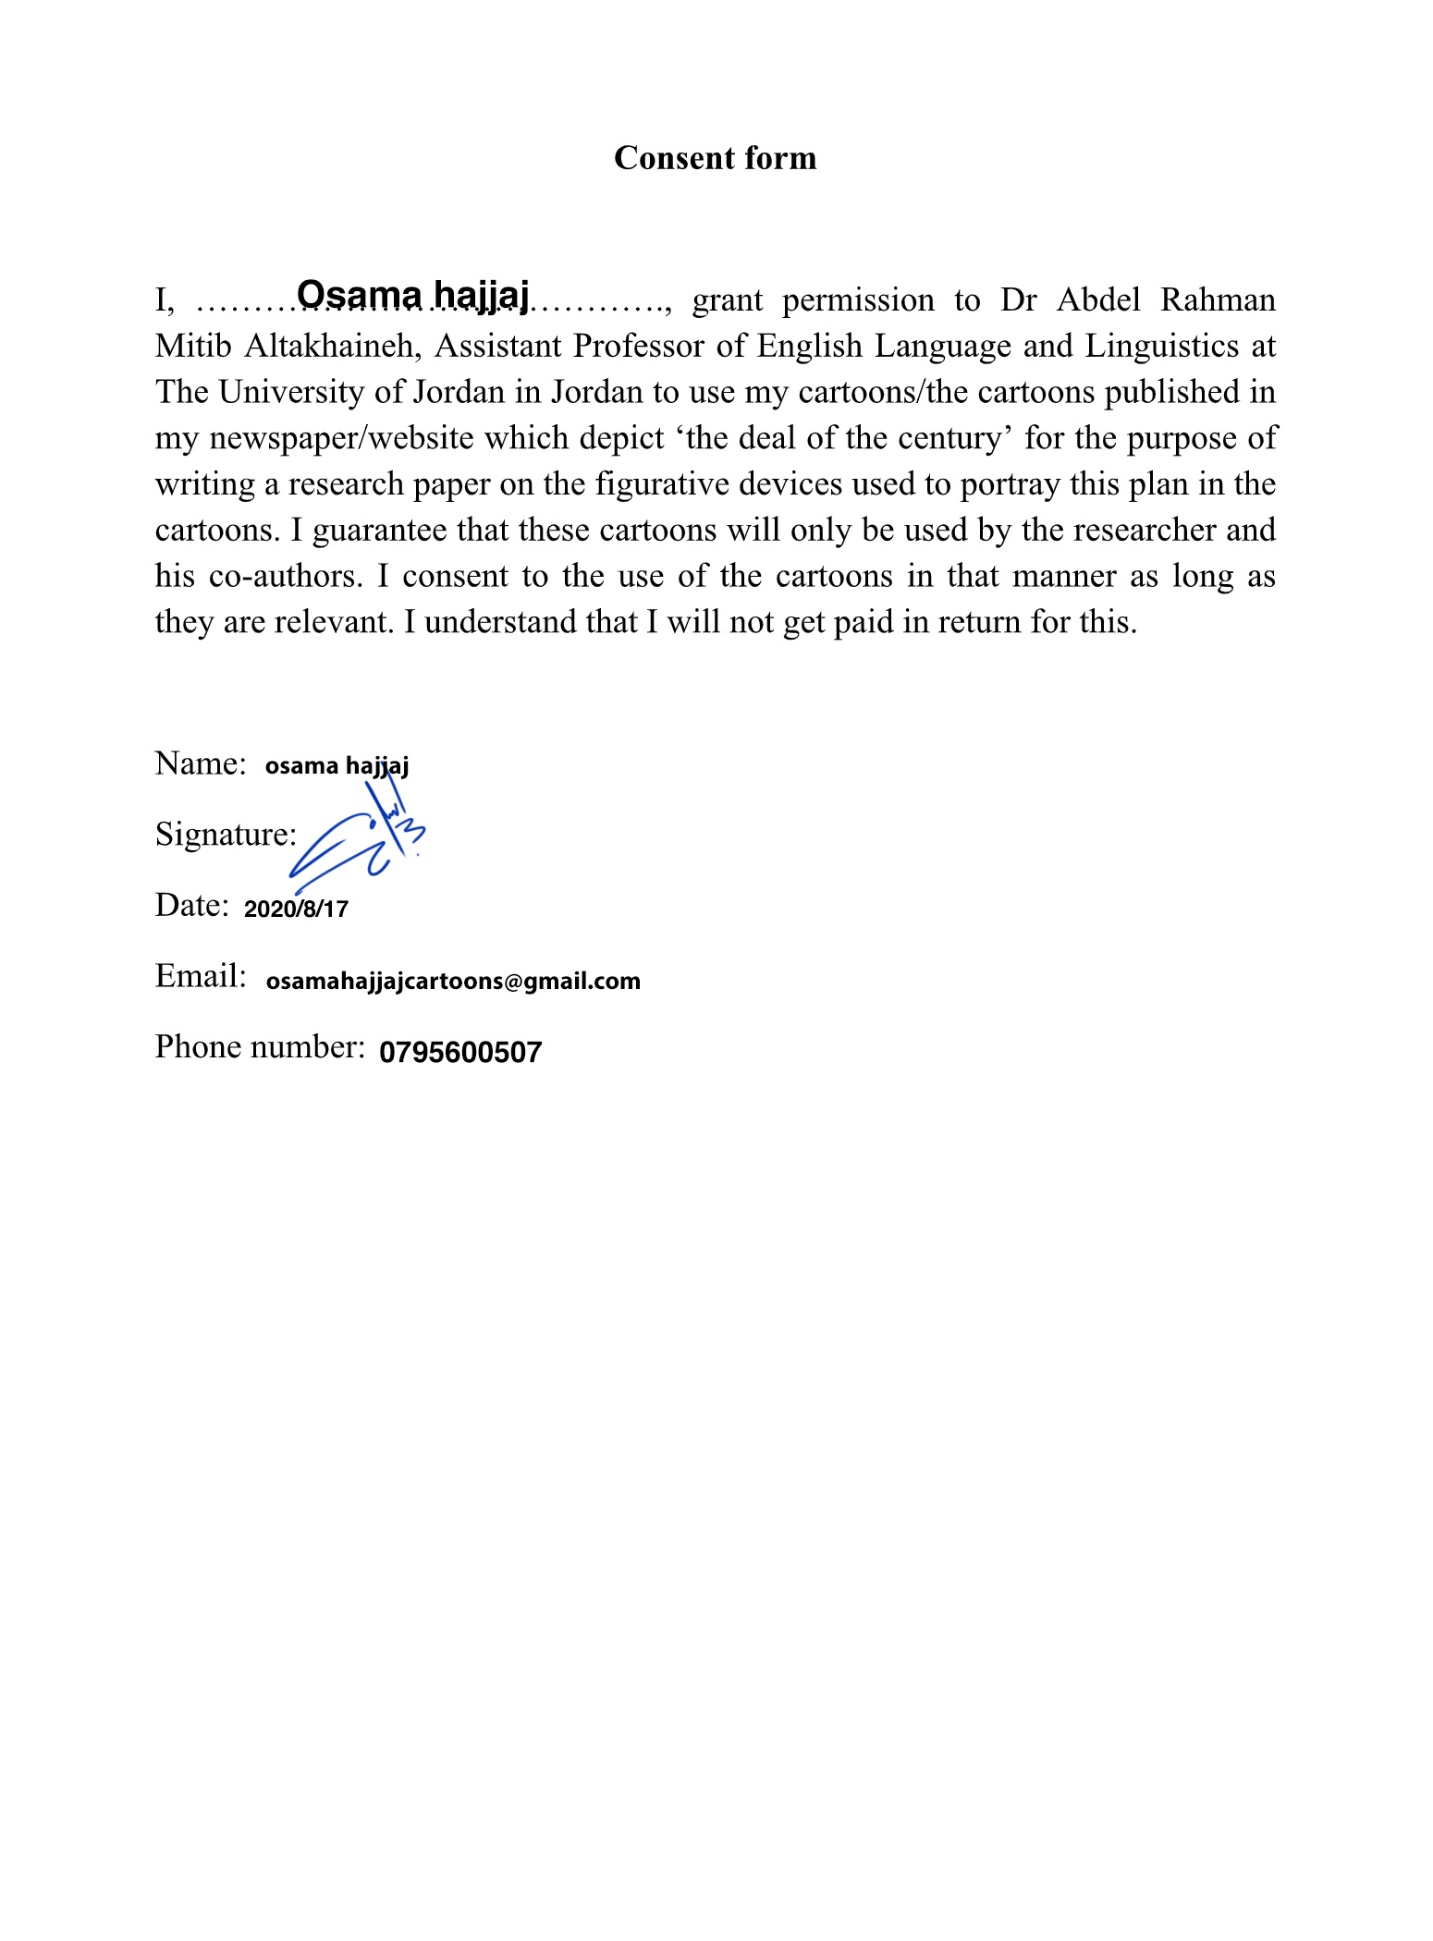 Consent form
I, ………Osama hajjaj…………., grant permission to Dr Abdel Rahman
Mitib Altakhaineh, Assistant Professor of English Language and Linguistics at
The University of Jordan in Jordan to use my cartoons/the cartoons published in
my newspaper/website which depict ‘the deal of the century’ for the purpose of
writing a research paper on the figurative devices used to portray this plan in the
cartoons. I guarantee that these cartoons will only be used by the researcher and
his co-authors. I consent to the use of the cartoons in that manner as long as
they are relevant. I understand that I will not get paid in return for this.
Name: osama hajjaj
Signature:
Date: 2020/8/17
Email: osamahajjajcartoons@gmail.com
Phone number: 0795600507